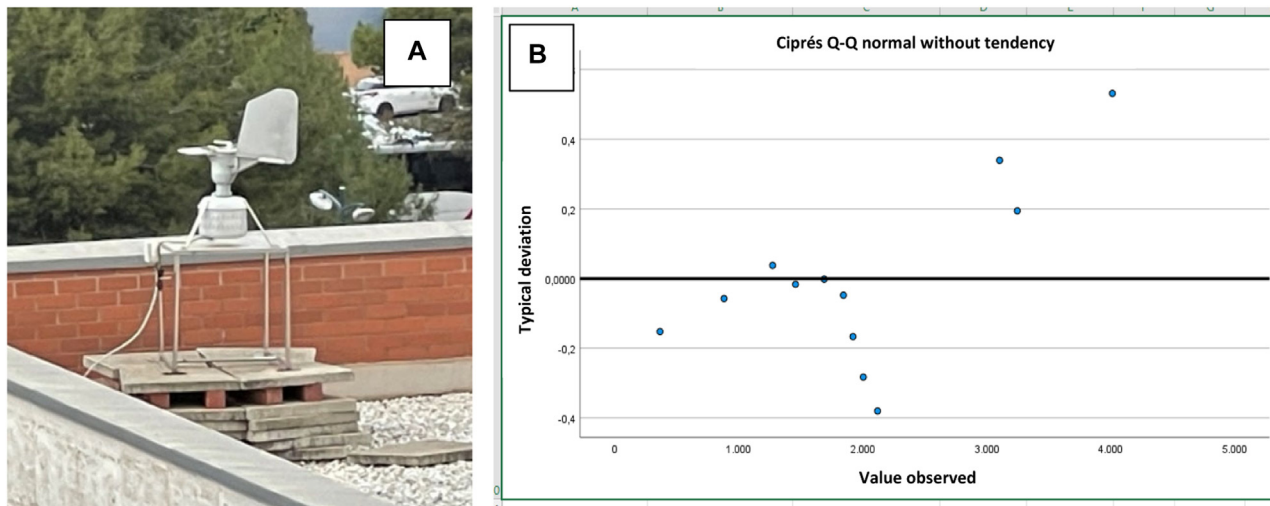 A
B
A B C D E F G
Ciprés Q-Q normal without tendency
Typical deviation
0,4
0,2
0,0000
-0,2
-0,4
0 1.000 2.000 3.000 4.000 5.000
Value observed